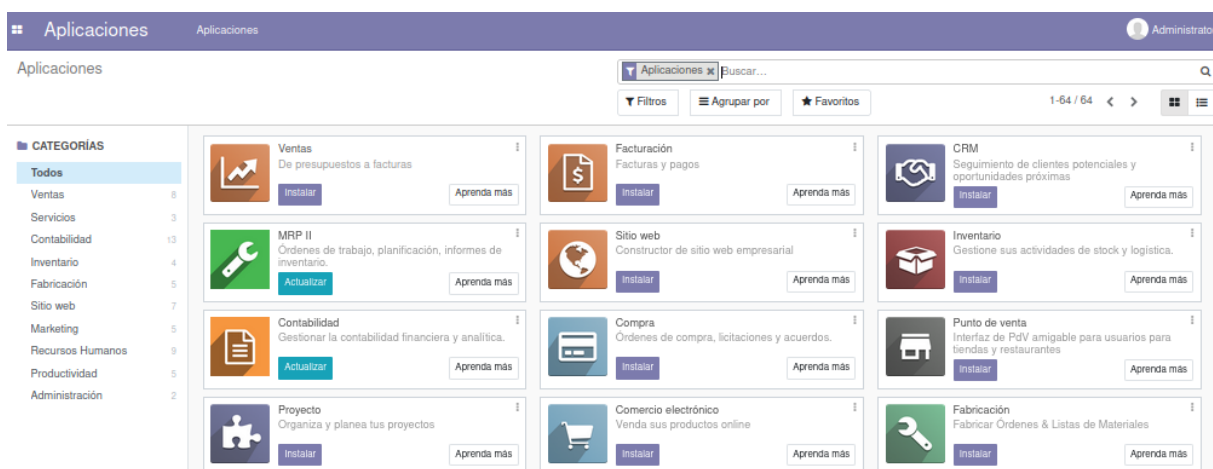 Aplicaciones Aplicaciones Administrato
Aplicaciones
Aplicaciones Buscar...
Filtros Agrupar por Favoritos 1-64 / 64
CATEGORÍAS
Todos
Ventas 8
Servicios 3
Contabilidad 13
Inventario 4
Fabricación 5
Sitio web 7
Marketing 5
Recursos Humanos 9
Productividad 5
Administración 2
Ventas
De presupuestos a facturas
Instalar Aprenda más
Facturación
Facturas y pagos
Instalar Aprenda más
CRM
Seguimiento de clientes potenciales y
oportunidades próximas
Instalar Aprenda más
MRP II
Órdenes de trabajo, planificación, informes de
inventario.
Actualizar Aprenda más
Sitio web
Constructor de sitio web empresarial
Instalar Aprenda más
Inventario
Gestione sus actividades de stock y logística.
Instalar Aprenda más
Contabilidad
Gestionar la contabilidad financiera y analítica.
Actualizar Aprenda más
Compra
Órdenes de compra, licitaciones y acuerdos.
Instalar Aprenda más
Punto de venta
Interfaz de PdV amigable para usuarios para
tiendas y restaurantes
Instalar Aprenda más
Proyecto
Organiza y planea tus proyectos
Instalar Aprenda más
Comercio electrónico
Venda sus productos online
Instalar Aprenda más
Fabricación
Fabricar Órdenes & Listas de Materiales
Instalar Aprenda más